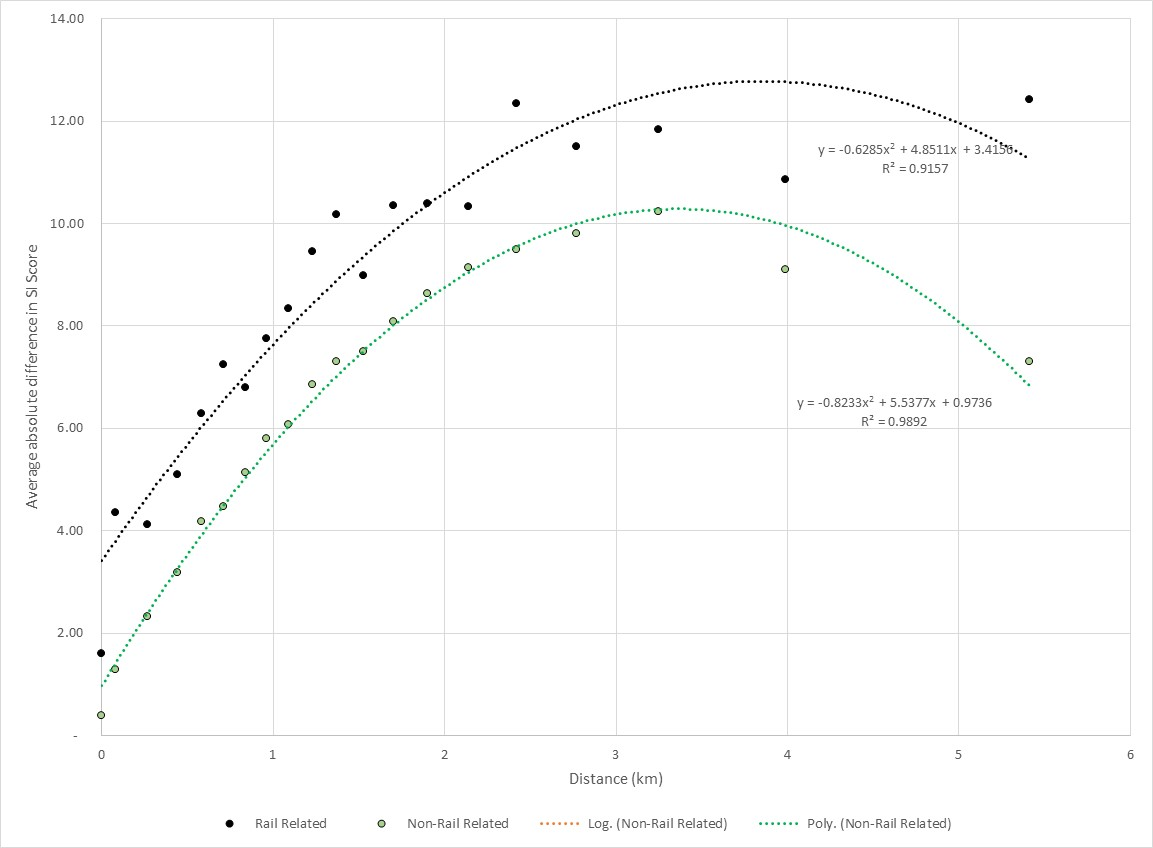 14.00
12.00
10.00
8.00
6.00
4.00
2.00
-
Average absolute difference in SI Score
y = -0.6285x² + 4.8511x + 3.4156
R² = 0.9157
y = -0.8233x² + 5.5377x + 0.9736
R² = 0.9892
0 1 2 3 4 5 6
Distance (km)
Rail Related Non-Rail Related Log. (Non-Rail Related) Poly. (Non-Rail Related)